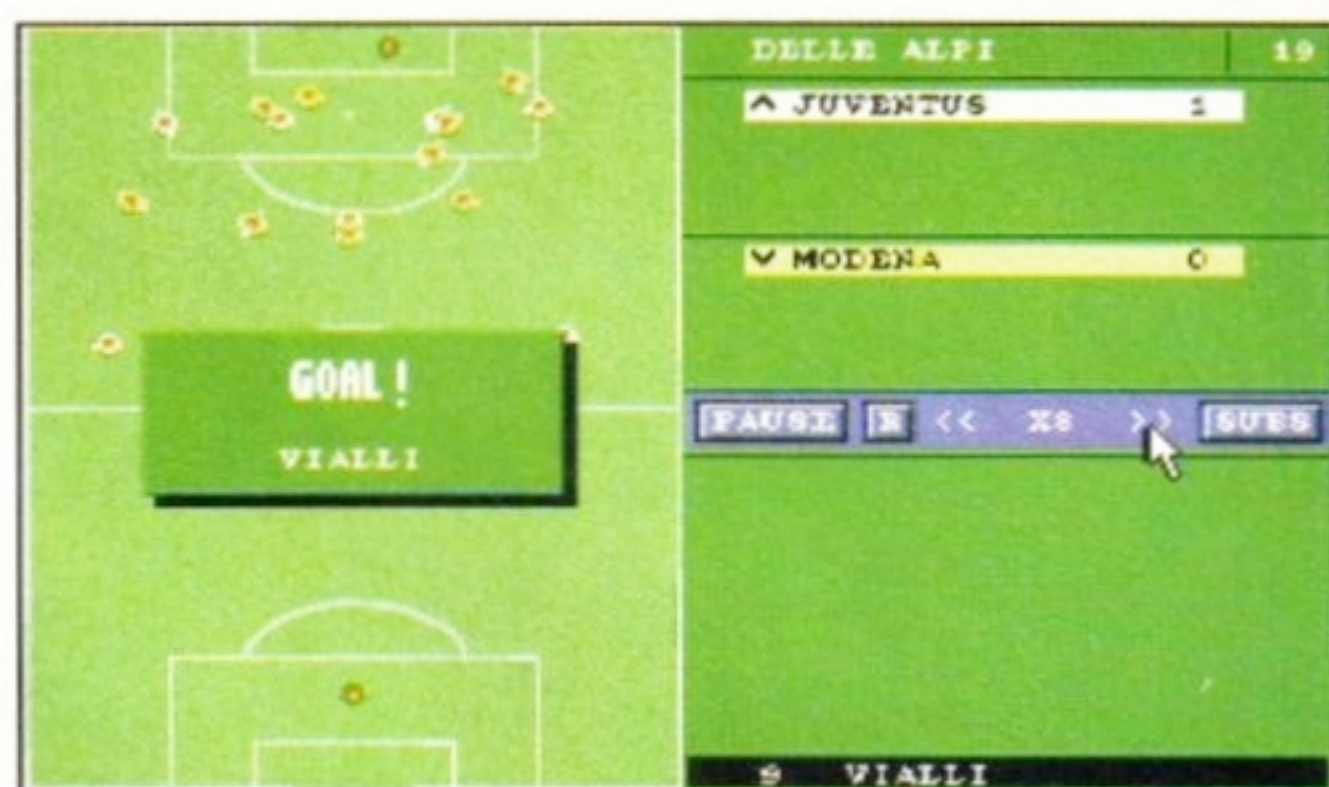 GOAL!
VIALLI
DELLE ALPI 19
^ JUVENTUS 1
v MODENA 0
PAUSE R << X8 >> SUBS
9 VIALLI